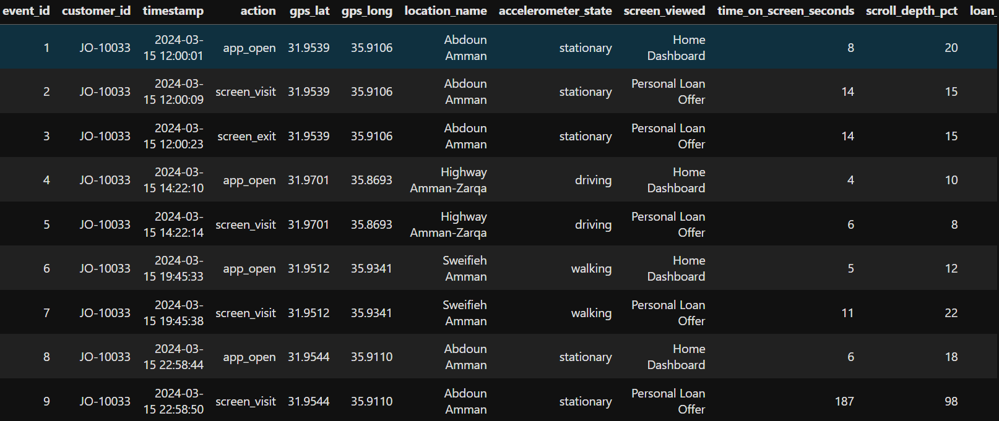 event_id customer_id timestamp action gps_lat gps_long location_name accelerometer_state screen_viewed time_on_screen_seconds scroll_depth_pct loan_
1 JO-10033 2024-03- app_open 31.9539 35.9106 Abdoun stationary Home 8 20
15 12:00:01 Amman Dashboard
2 JO-10033 2024-03- screen_visit 31.9539 35.9106 Abdoun stationary Personal Loan 14 15
15 12:00:09 Amman Offer
3 JO-10033 2024-03- screen_exit 31.9539 35.9106 Abdoun stationary Personal Loan 14 15
15 12:00:23 Amman Offer
4 JO-10033 2024-03- app_open 31.9701 35.8693 Highway driving Home 4 10
15 14:22:10 Amman-Zarqa Dashboard
5 JO-10033 2024-03- screen_visit 31.9701 35.8693 Highway driving Personal Loan 6 8
15 14:22:14 Amman-Zarqa Offer
6 JO-10033 2024-03- app_open 31.9512 35.9341 Sweifieh walking Home 5 12
15 19:45:33 Amman Dashboard
7 JO-10033 2024-03- screen_visit 31.9512 35.9341 Sweifieh walking Personal Loan 11 22
15 19:45:38 Amman Offer
8 JO-10033 2024-03- app_open 31.9544 35.9110 Abdoun stationary Home 6 18
15 22:58:44 Amman Dashboard
9 JO-10033 2024-03- screen_visit 31.9544 35.9110 Abdoun stationary Personal Loan 187 98
15 22:58:50 Amman Offer